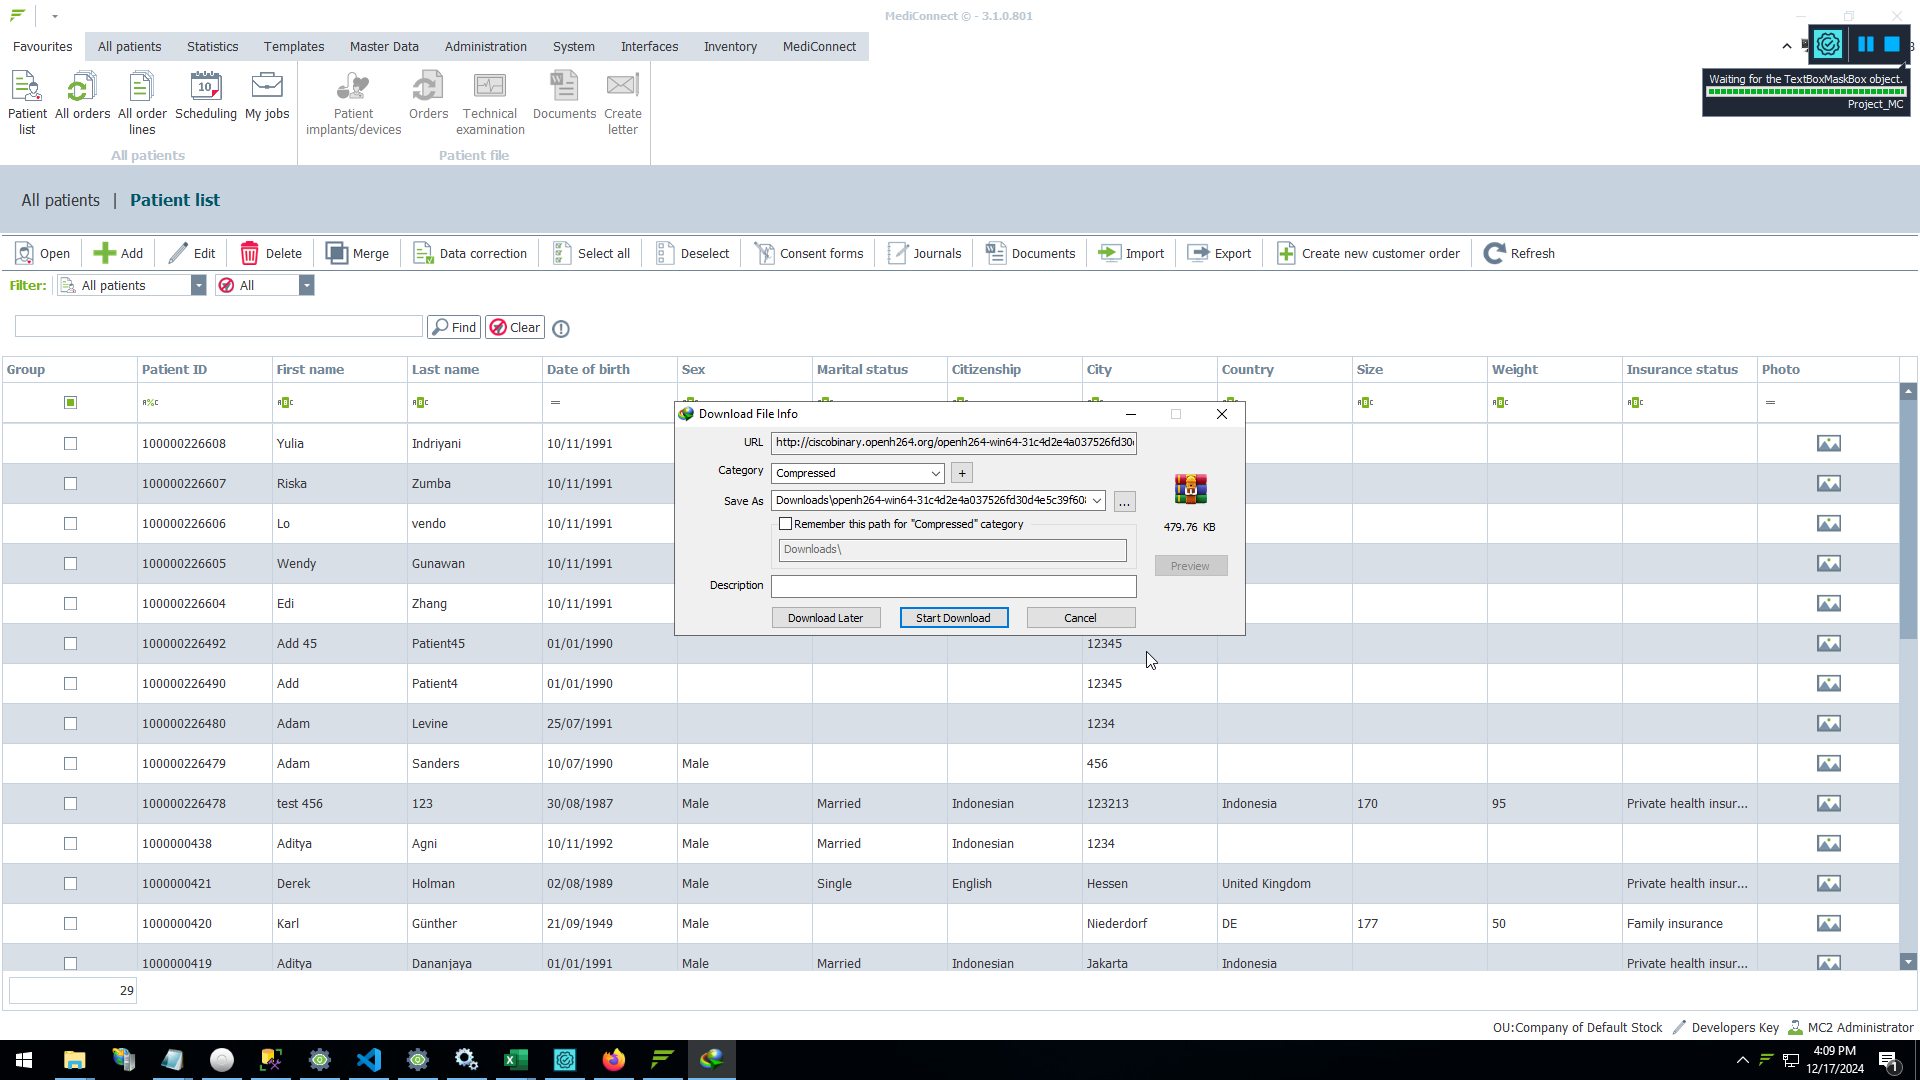 MediConnect © - 3.1.0.801
Favourites All patients Statistics Templates Master Data Administration System Interfaces Inventory MediConnect
Waiting for the TextBoxMaskBox object.
Project_MC
Patient list All orders All order lines Scheduling My jobs Patient implants/devices Orders Technical examination Documents Create letter
All patients Patient file
All patients | Patient list
Open Add Edit Delete Merge Data correction Select all Deselect Consent forms Journals Documents Import Export Create new customer order Refresh
Filter: All patients All
Find Clear
Group Patient ID First name Last name Date of birth Sex Marital status Citizenship City Country Size Weight Insurance status Photo
100000226608 Yulia Indriyani 10/11/1991
100000226607 Riska Zumba 10/11/1991
100000226606 Lo vendo 10/11/1991
100000226605 Wendy Gunawan 10/11/1991
100000226604 Edi Zhang 10/11/1991
100000226492 Add 45 Patient45 01/01/1990 12345
100000226490 Add Patient4 01/01/1990 12345
100000226480 Adam Levine 25/07/1991 1234
100000226479 Adam Sanders 10/07/1990 Male 456
100000226478 test 456 123 30/08/1987 Male Married Indonesian 123213 Indonesia 170 95 Private health insur...
1000000438 Aditya Agni 10/11/1992 Male Married Indonesian 1234
1000000421 Derek Holman 02/08/1989 Male Single English Hessen United Kingdom Private health insur...
1000000420 Karl Günther 21/09/1949 Male Niederdorf DE 177 50 Family insurance
1000000419 Aditya Dananjaya 01/01/1991 Male Married Indonesian Jakarta Indonesia Private health insur...
29
Download File Info
URL http://ciscobinary.openh264.org/openh264-win64-31c4d2e4a037526fd30
Category Compressed +
Save As Downloads\openh264-win64-31c4d2e4a037526fd30d4e5c39f60 ...
Remember this path for "Compressed" category
Downloads\
479.76 KB
Preview
Description
Download Later Start Download Cancel
OU:Company of Default Stock Developers Key MC2 Administrator
4:09 PM
12/17/2024
1